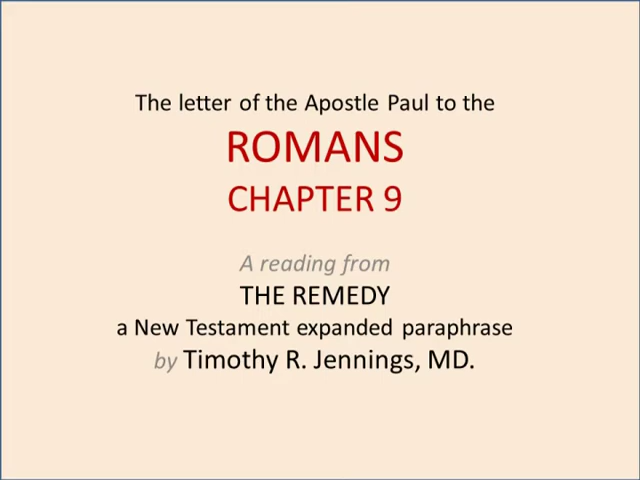 The letter of the Apostle Paul to the
ROMANS
CHAPTER 9
A reading from
THE REMEDY
a New Testament expanded paraphrase
by Timothy R. Jennings, MD.